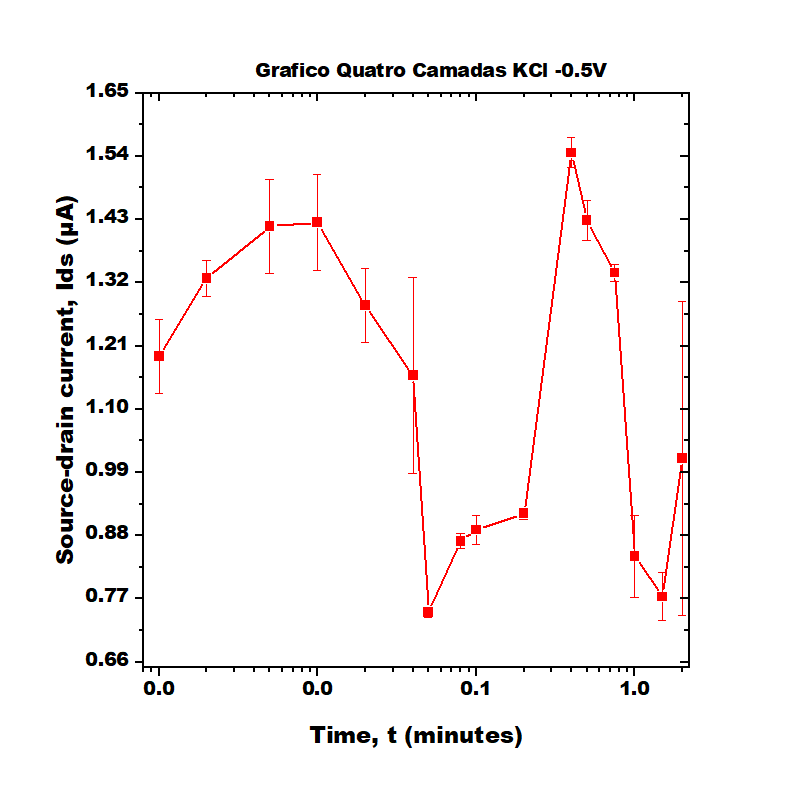 Grafico Quatro Camadas KCl -0.5V
1.65
1.54
1.43
1.32
1.21
1.10
0.99
0.88
0.77
0.66
Source-drain current, Ids (µA)
0.0 0.0 0.1 1.0
Time, t (minutes)